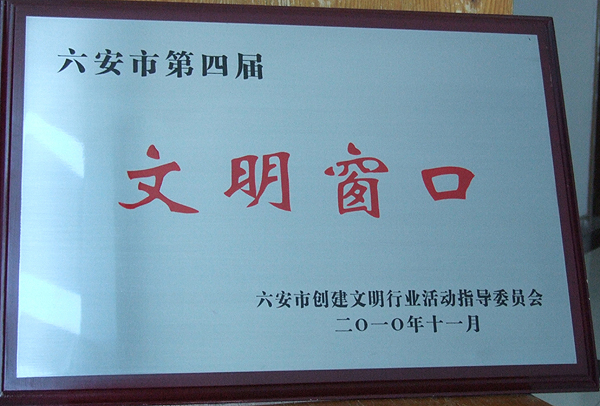 六安市第四届
文明窗口
六安市创建文明行业活动指导委员会
二〇一〇年十一月